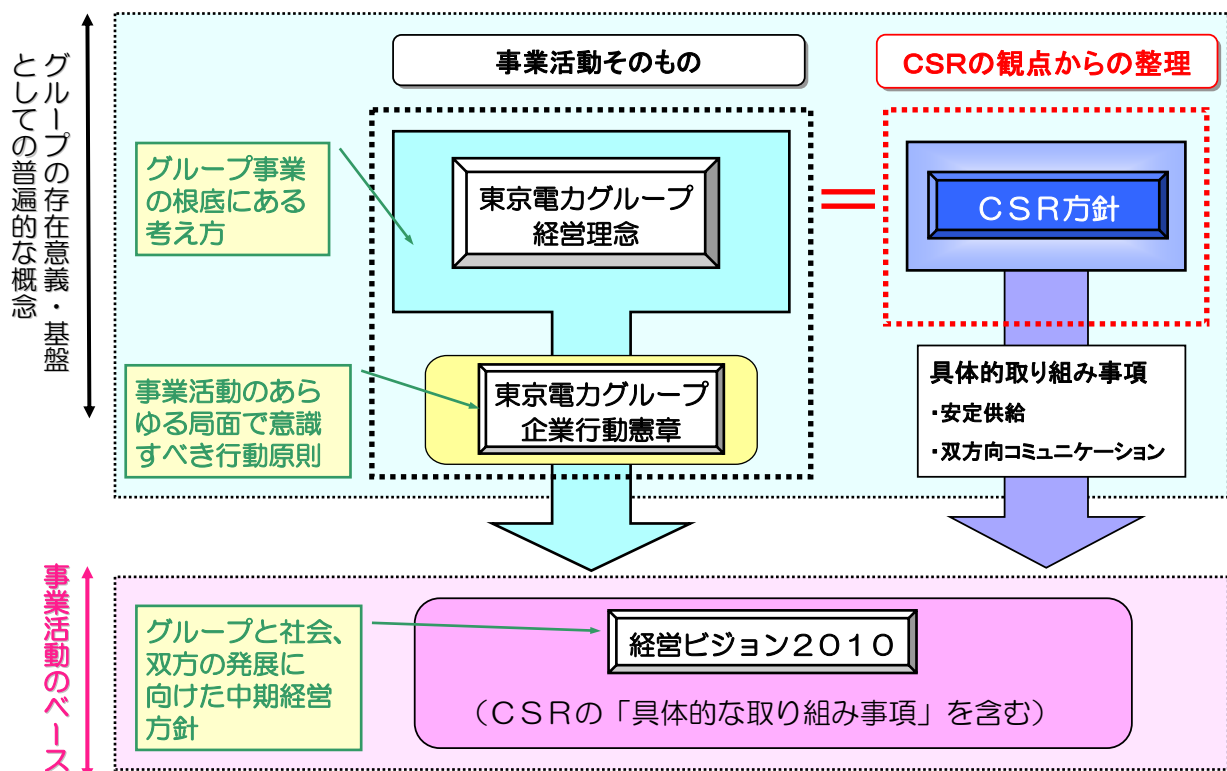 グループの存在意義・基盤
としての普遍的な概念
事業活動そのもの
CSRの観点からの整理
グループ事業
の根底にある
考え方
東京電力グループ
経営理念
=
CSR方針
事業活動のあら
ゆる局面で意識
すべき行動原則
東京電力グループ
企業行動憲章
具体的取り組み事項
・安定供給
・双方向コミュニケーション
事業活動のベース
グループと社会、
双方の発展に
向けた中期経営
方針
経営ビジョン2010
(CSRの「具体的な取り組み事項」を含む)